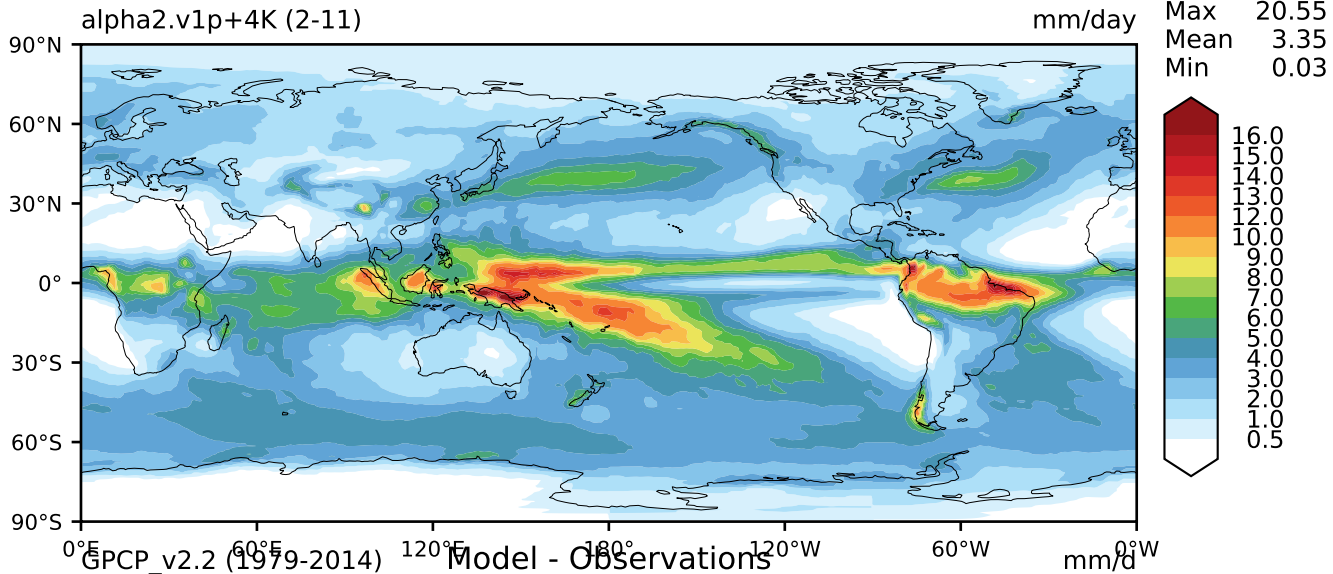 alpha2.v1p+4K (2-11) mm/day
Max 20.55
Mean 3.35
Min 0.03
90°N
60°N
30°N
0°
30°S
60°S
90°S
16.0
15.0
14.0
13.0
12.0
10.0
9.0
8.0
7.0
6.0
5.0
4.0
3.0
2.0
1.0
0.5
0°E 60°E 120°E 180° 120°W 60°W 0°W
GPCP_v2.2 (1979-2014) Model - Observations mm/d